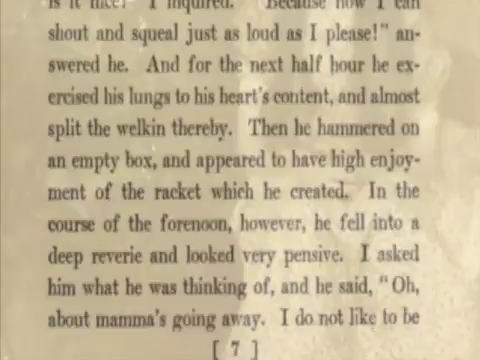 is it nice?" I inquired. "Because now I can
shout and squeal just as loud as I please!" an-
swered he. And for the next half hour he ex-
ercised his lungs to his heart's content, and almost
split the welkin thereby. Then he hammered on
an empty box, and appeared to have high enjoy-
ment of the racket which he created. In the
course of the forenoon, however, he fell into a
deep reverie and looked very pensive. I asked
him what he was thinking of, and he said, "Oh,
about mamma's going away. I do not like to be
[ 7 ]